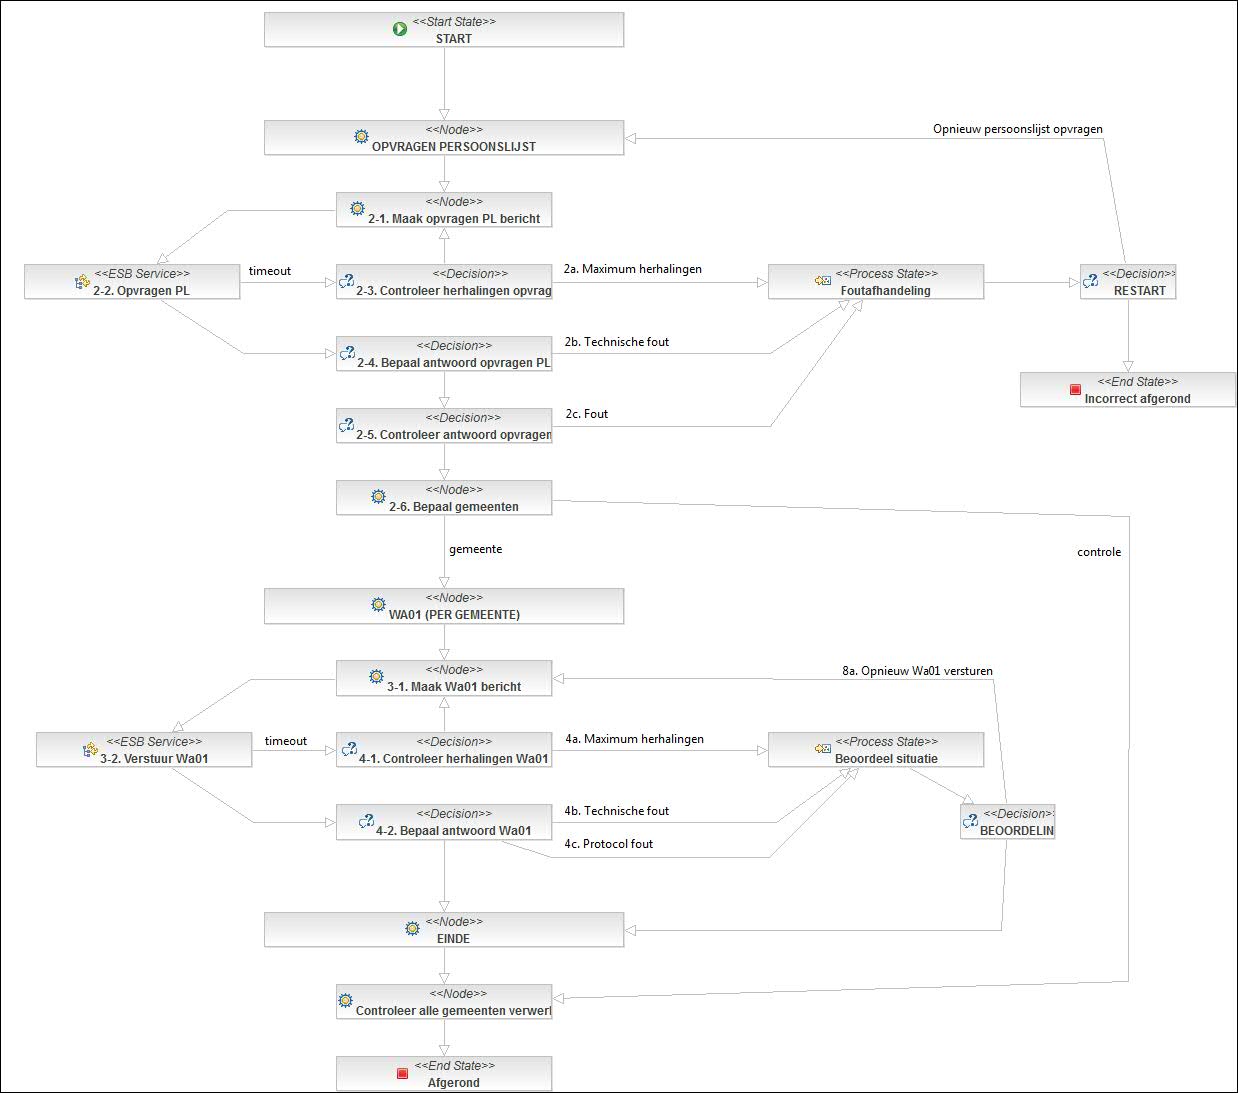 <<Start State>>
START
<<Node>>
OPVRAGEN PERSOONSLIJST
Opnieuw persoonslijst opvragen
<<Node>>
2-1. Maak opvragen PL bericht
<<ESB Service>>
2-2. Opvragen PL
timeout
<<Decision>>
2-3. Controleer herhalingen opvrag
2a. Maximum herhalingen
<<Process State>>
Foutafhandeling
<<Decision>>
RESTART
<<Decision>>
2-4. Bepaal antwoord opvragen PL
2b. Technische fout
<<End State>>
Incorrect afgerond
<<Decision>>
2-5. Controleer antwoord opvragen
2c. Fout
<<Node>>
2-6. Bepaal gemeenten
gemeente
controle
<<Node>>
WA01 (PER GEMEENTE)
<<Node>>
3-1. Maak Wa01 bericht
8a. Opnieuw Wa01 versturen
<<ESB Service>>
3-2. Verstuur Wa01
timeout
<<Decision>>
4-1. Controleer herhalingen Wa01
4a. Maximum herhalingen
<<Process State>>
Beoordeel situatie
<<Decision>>
4-2. Bepaal antwoord Wa01
4b. Technische fout
4c. Protocol fout
<<Decision>
BEOORDELIN
<<Node>>
EINDE
<<Node>>
Controleer alle gemeenten verwerl
<<End State>>
Afgerond